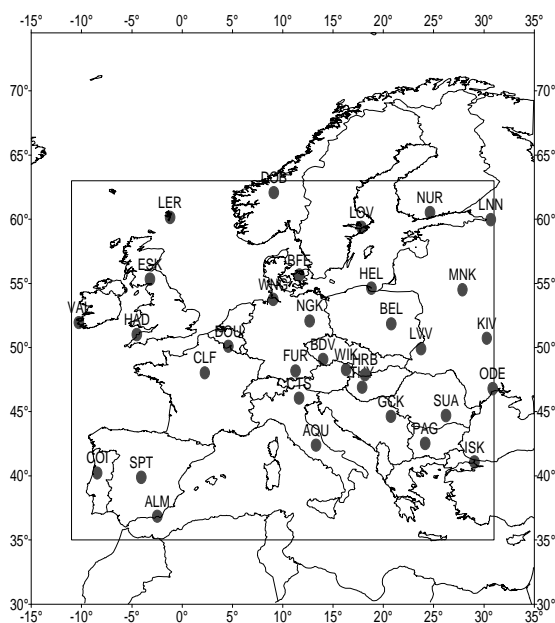 -15° -10° -5° 0° 5° 10° 15° 20° 25° 30° 35°
70° 70°
65° 65°
DOB
NUR
LER LOV LNN
60° 60°
BFE
ESK HEL MNK
55° 55°
WNG
VAL HAD NGK BEL
DOU LVV KIV
50° 50°
BDV
CLF FUR WIK HRB
THY ODE
CTS
45° GCK SUA 45°
AQU PAG
COI SPT ISK
40° 40°
ALM
35° 35°
30° 30°
-15° -10° -5° 0° 5° 10° 15° 20° 25° 30° 35°